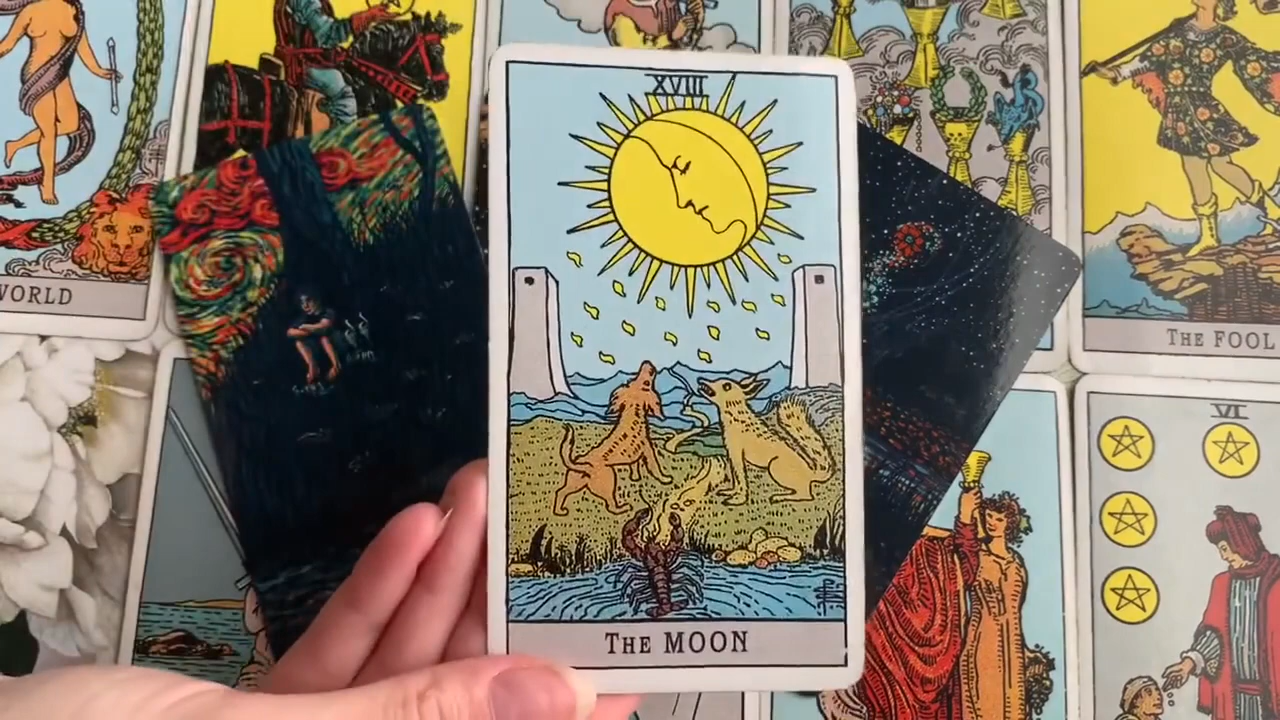 XVIII
WORLD
THE FOOL
VI
THE MOON